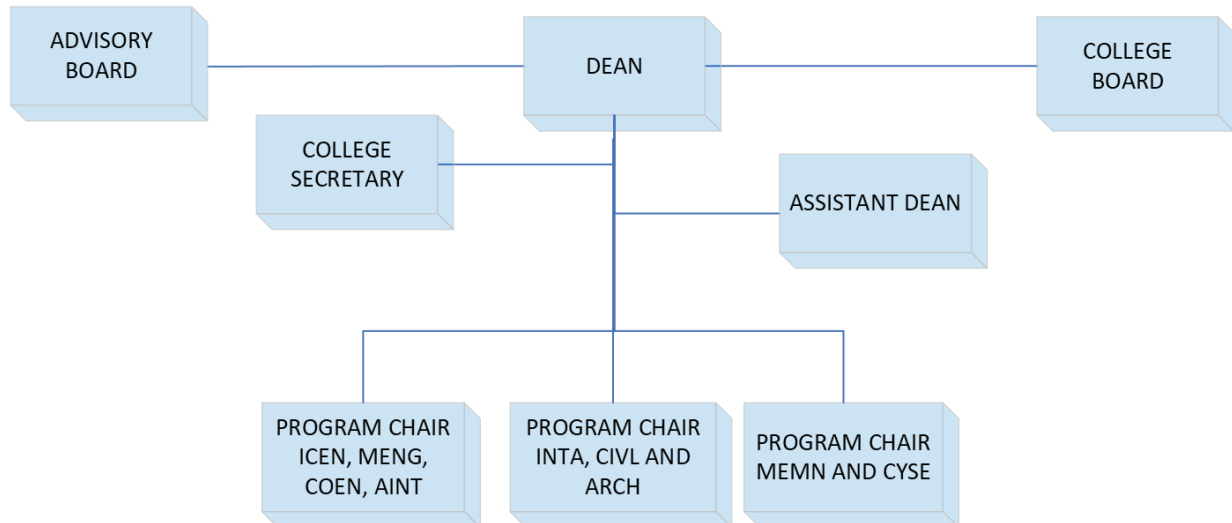 ADVISORY
BOARD
DEAN
COLLEGE
BOARD
COLLEGE
SECRETARY
ASSISTANT DEAN
PROGRAM CHAIR
ICEN, MENG,
COEN, AINT
PROGRAM CHAIR
INTA, CIVL AND
ARCH
PROGRAM CHAIR
MEMN AND CYSE